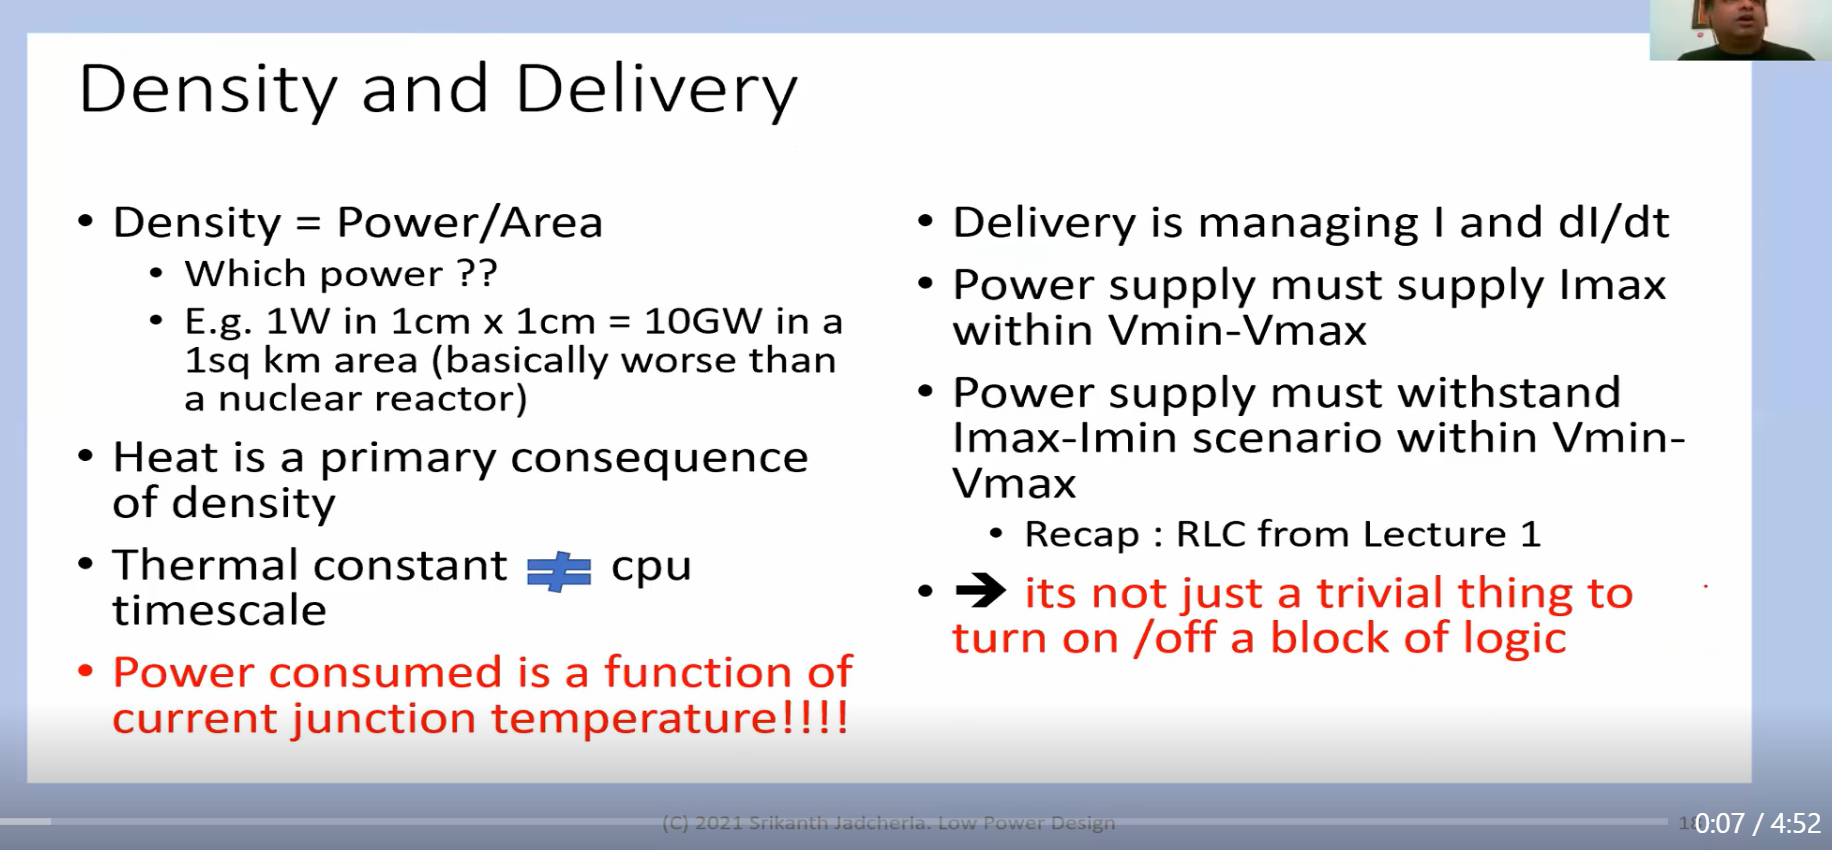 Density and Delivery
• Density = Power/Area
• Which power ??
• E.g. 1W in 1cm x 1cm = 10GW in a
1sq km area (basically worse than
a nuclear reactor)
• Heat is a primary consequence
of density
• Thermal constant ≠ cpu
timescale
• Power consumed is a function of
current junction temperature!!!!
• Delivery is managing I and dI/dt
• Power supply must supply Imax
within Vmin-Vmax
• Power supply must withstand
Imax-Imin scenario within Vmin-
Vmax
• Recap : RLC from Lecture 1
• ➔ its not just a trivial thing to
turn on /off a block of logic
(C) 2021 Srikanth Jadcherla. Low Power Design
0:07 / 4:52